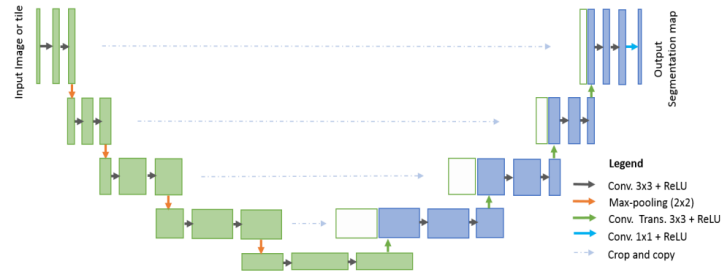 Input Image or tile
Output
Segmentation map
Legend
Conv. 3x3 + ReLU
Max-pooling (2x2)
Conv. Trans. 3x3 + ReLU
Conv. 1x1 + ReLU
Crop and copy